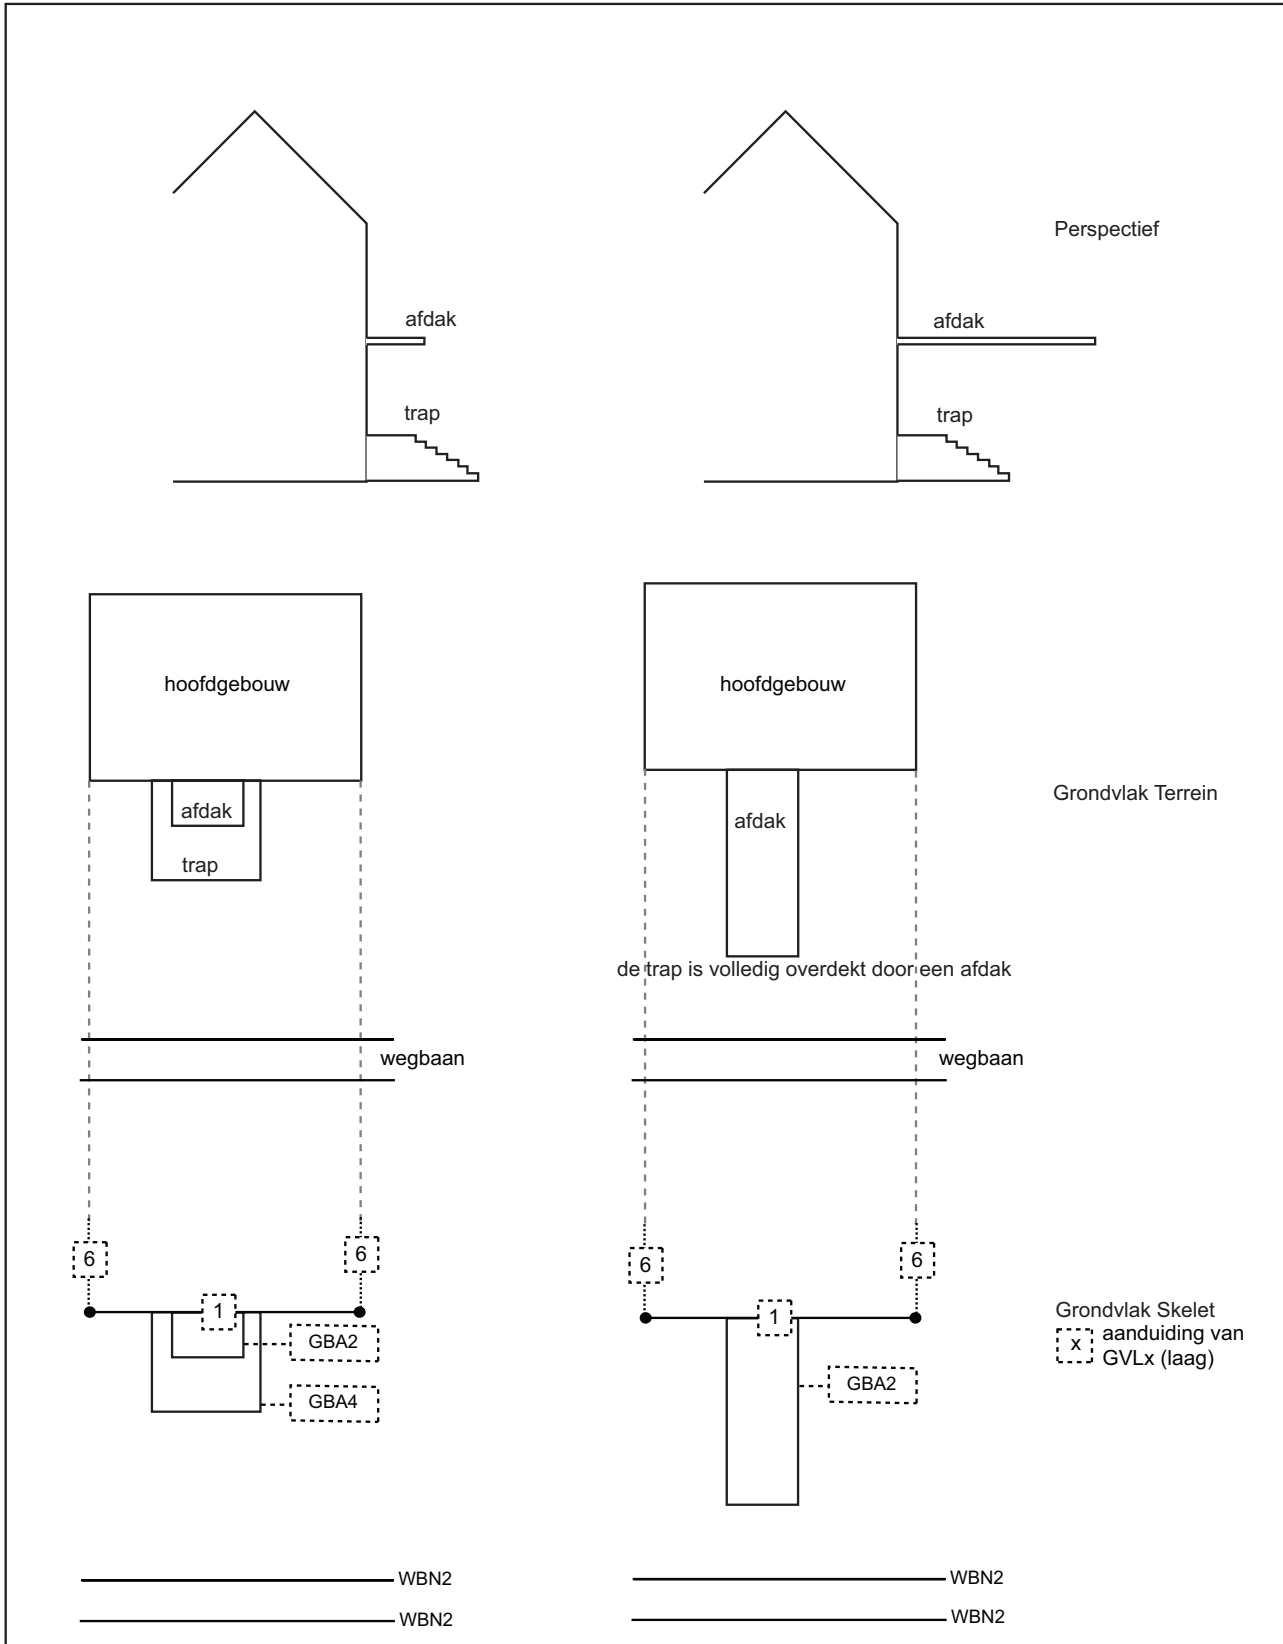 Perspectief
afdak
afdak
trap
trap
hoofdgebouw
hoofdgebouw
Grondvlak Terrein
afdak
afdak
trap
de trap is volledig overdekt door een afdak
wegbaan
wegbaan
6
6
6
6
1
1
Grondvlak Skelet
x
aanduiding van
GVLx (laag)
GBA2
GBA2
GBA4
WBN2
WBN2
WBN2
WBN2